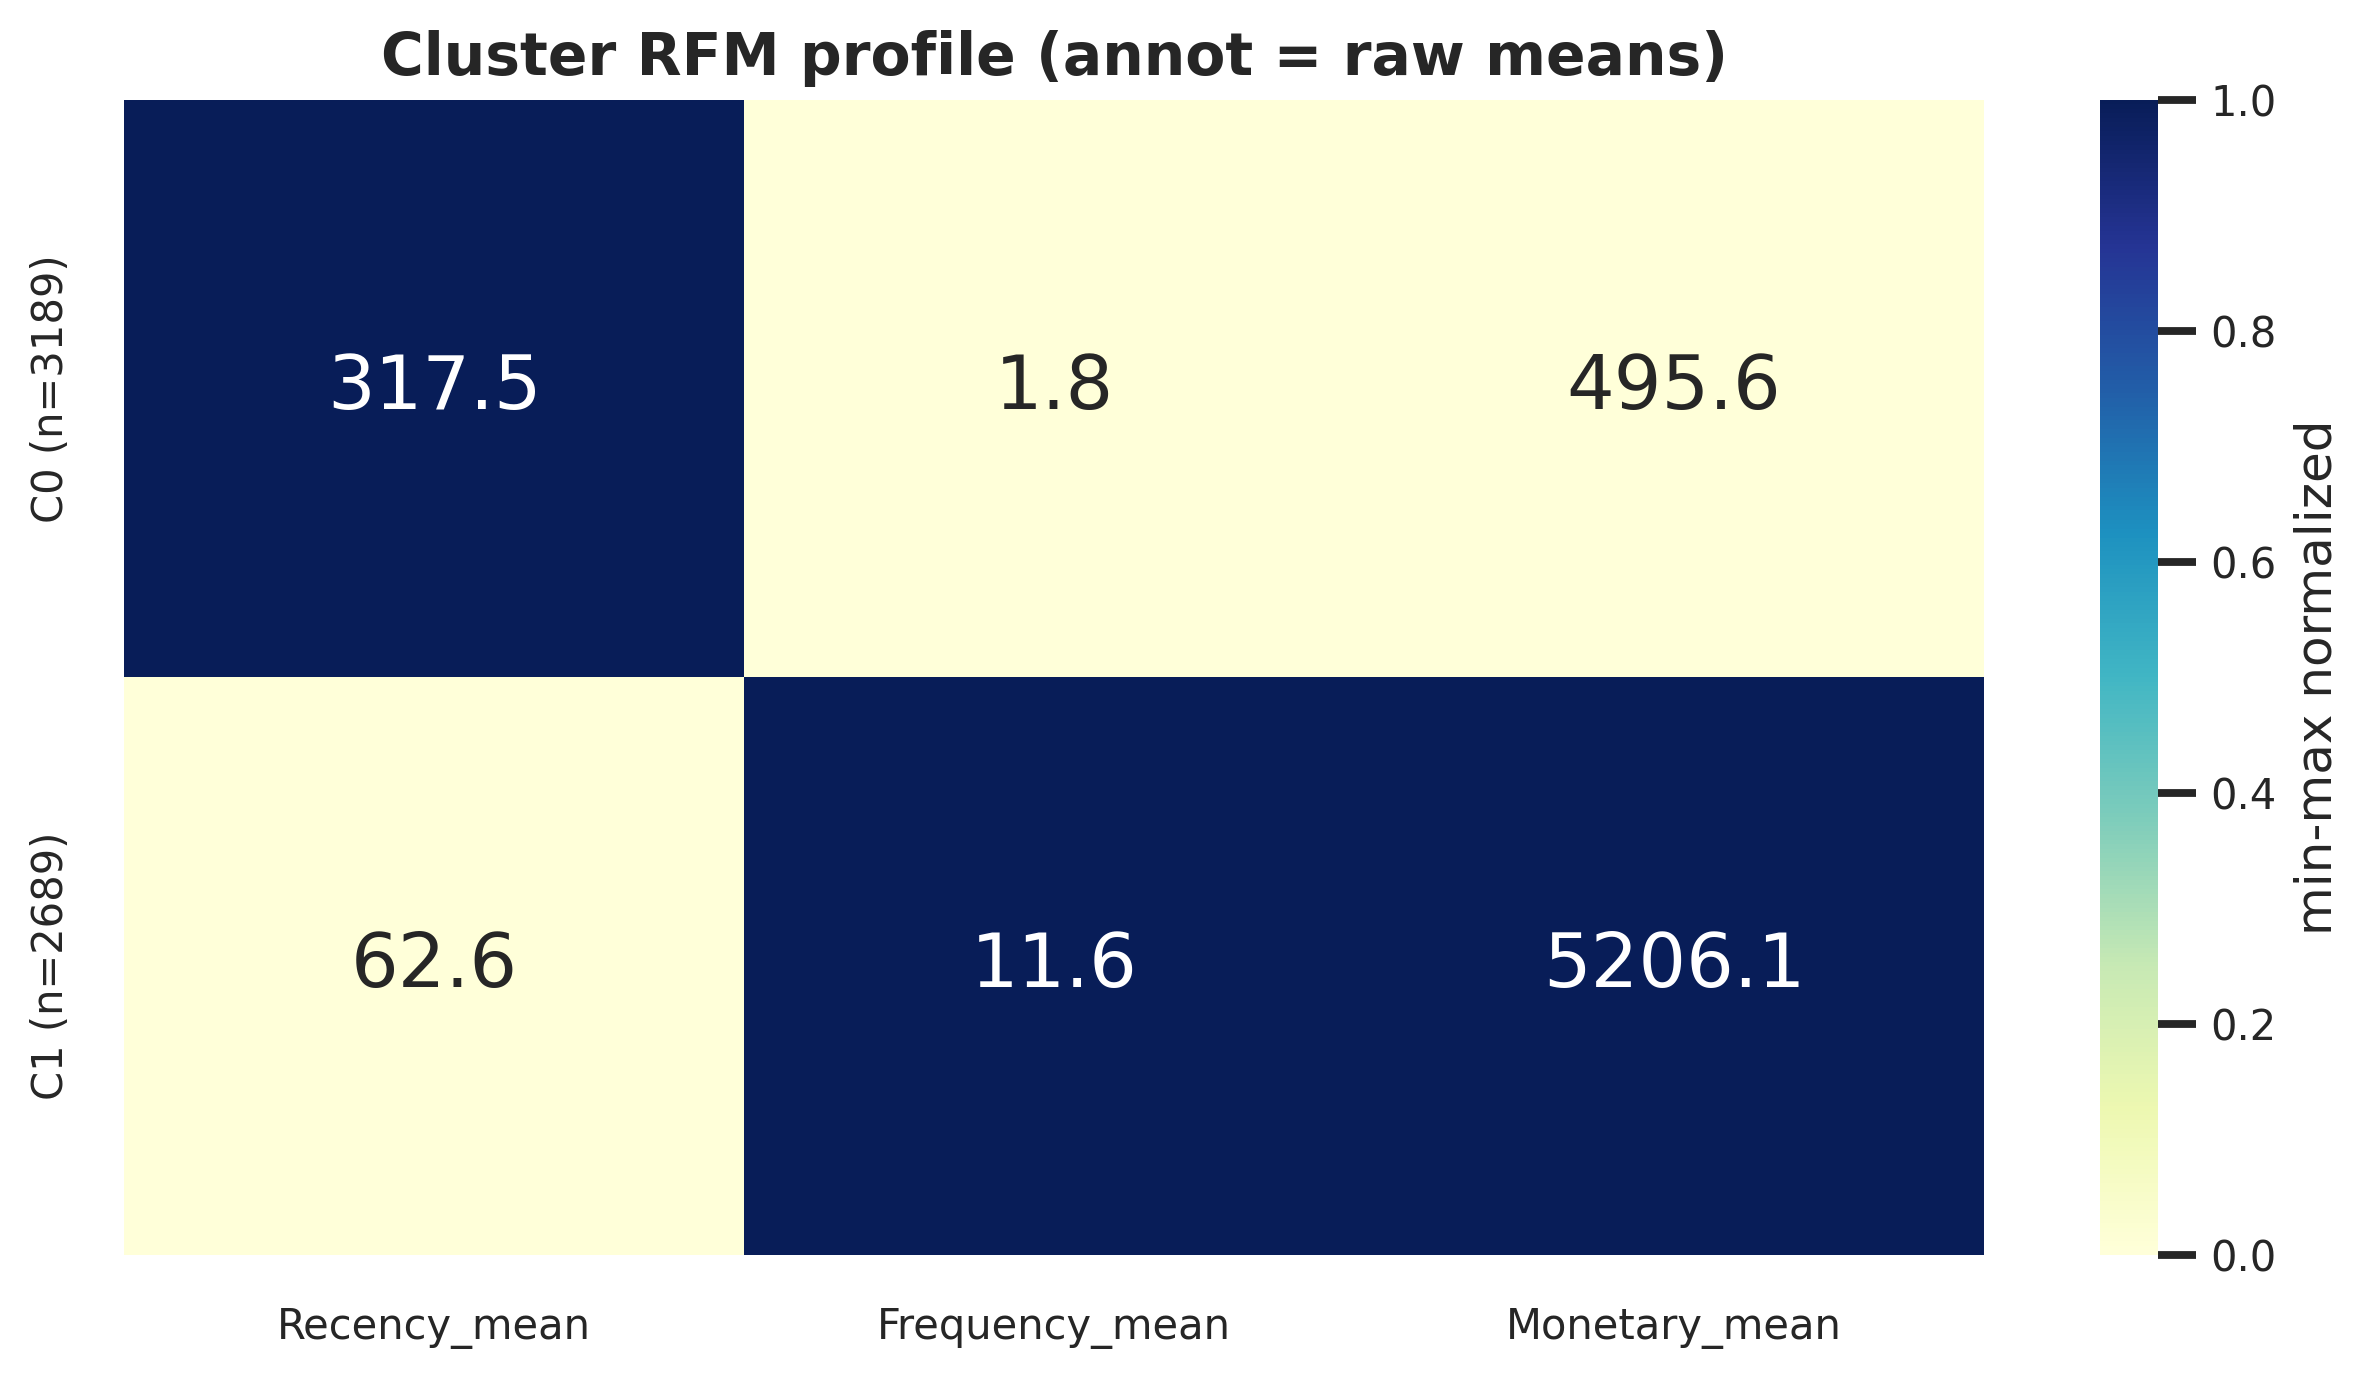 Cluster RFM profile (annot = raw means)
C0 (n=3189)
317.5
1.8
495.6
C1 (n=2689)
62.6
11.6
5206.1
Recency_mean
Frequency_mean
Monetary_mean
1.0
0.8
0.6
0.4
0.2
0.0
min-max normalized